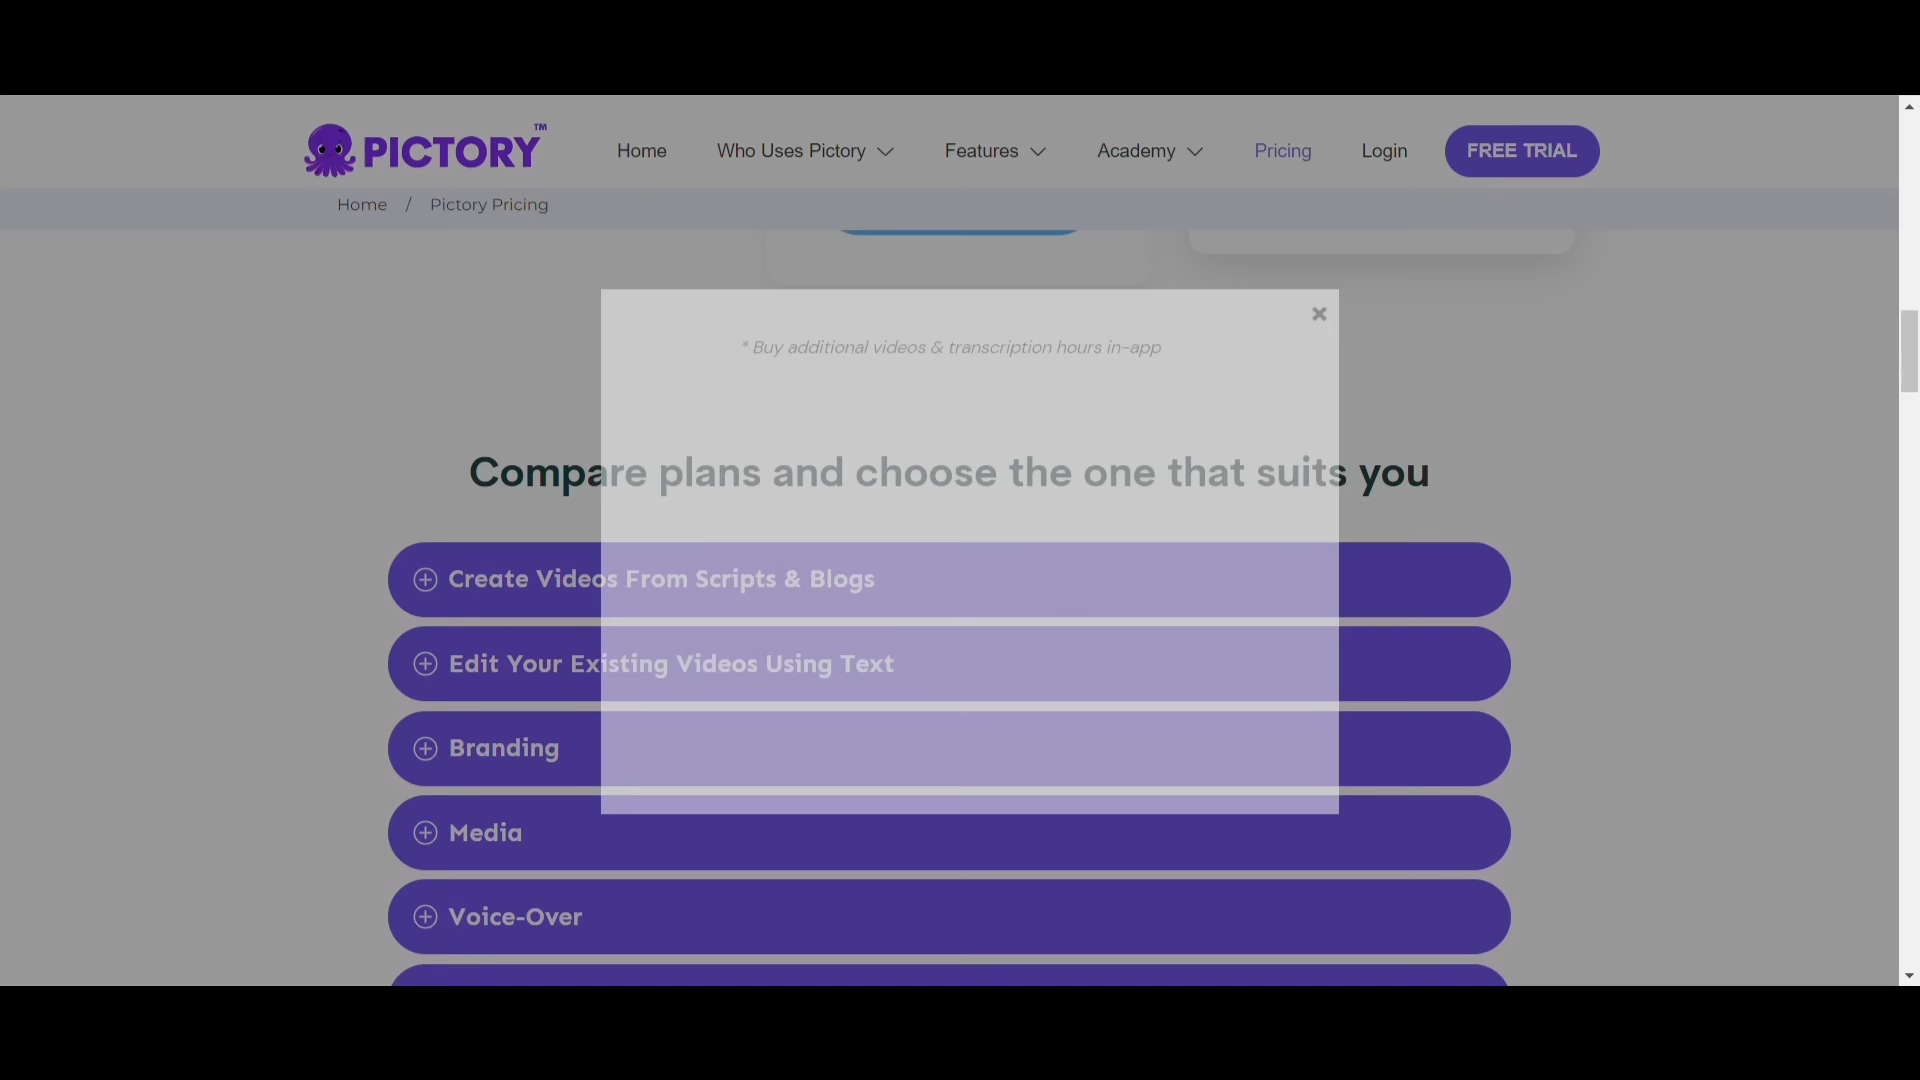 PICTORY™
Home Who Uses Pictory Features Academy Pricing Login FREE TRIAL
Home / Pictory Pricing
* Buy additional videos & transcription hours in-app
Compare plans and choose the one that suits you
Create Videos From Scripts & Blogs
Edit Your Existing Videos Using Text
Branding
Media
Voice-Over